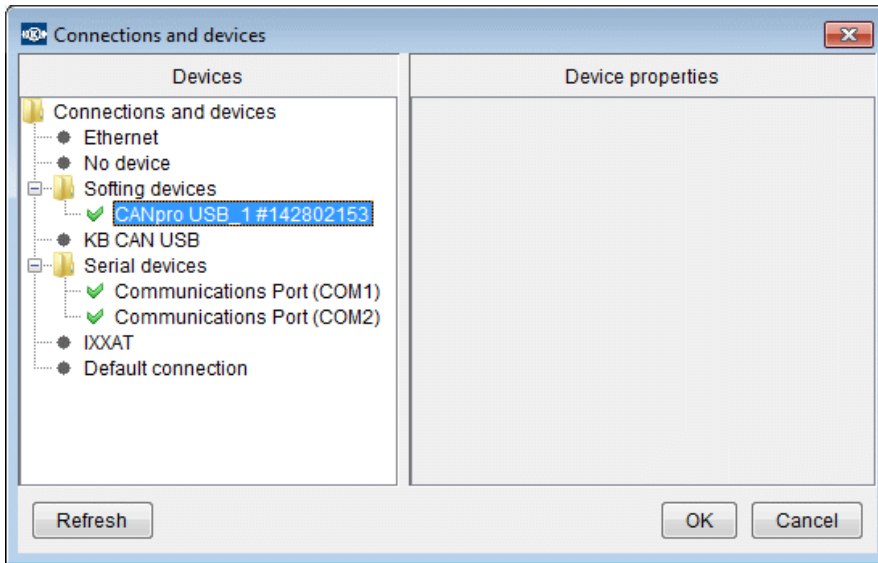 Connections and devices
Devices
Device properties
Connections and devices
Ethernet
No device
Softing devices
CANpro USB_1 #142802153
KB CAN USB
Serial devices
Communications Port (COM1)
Communications Port (COM2)
IXXAT
Default connection
Refresh
OK
Cancel